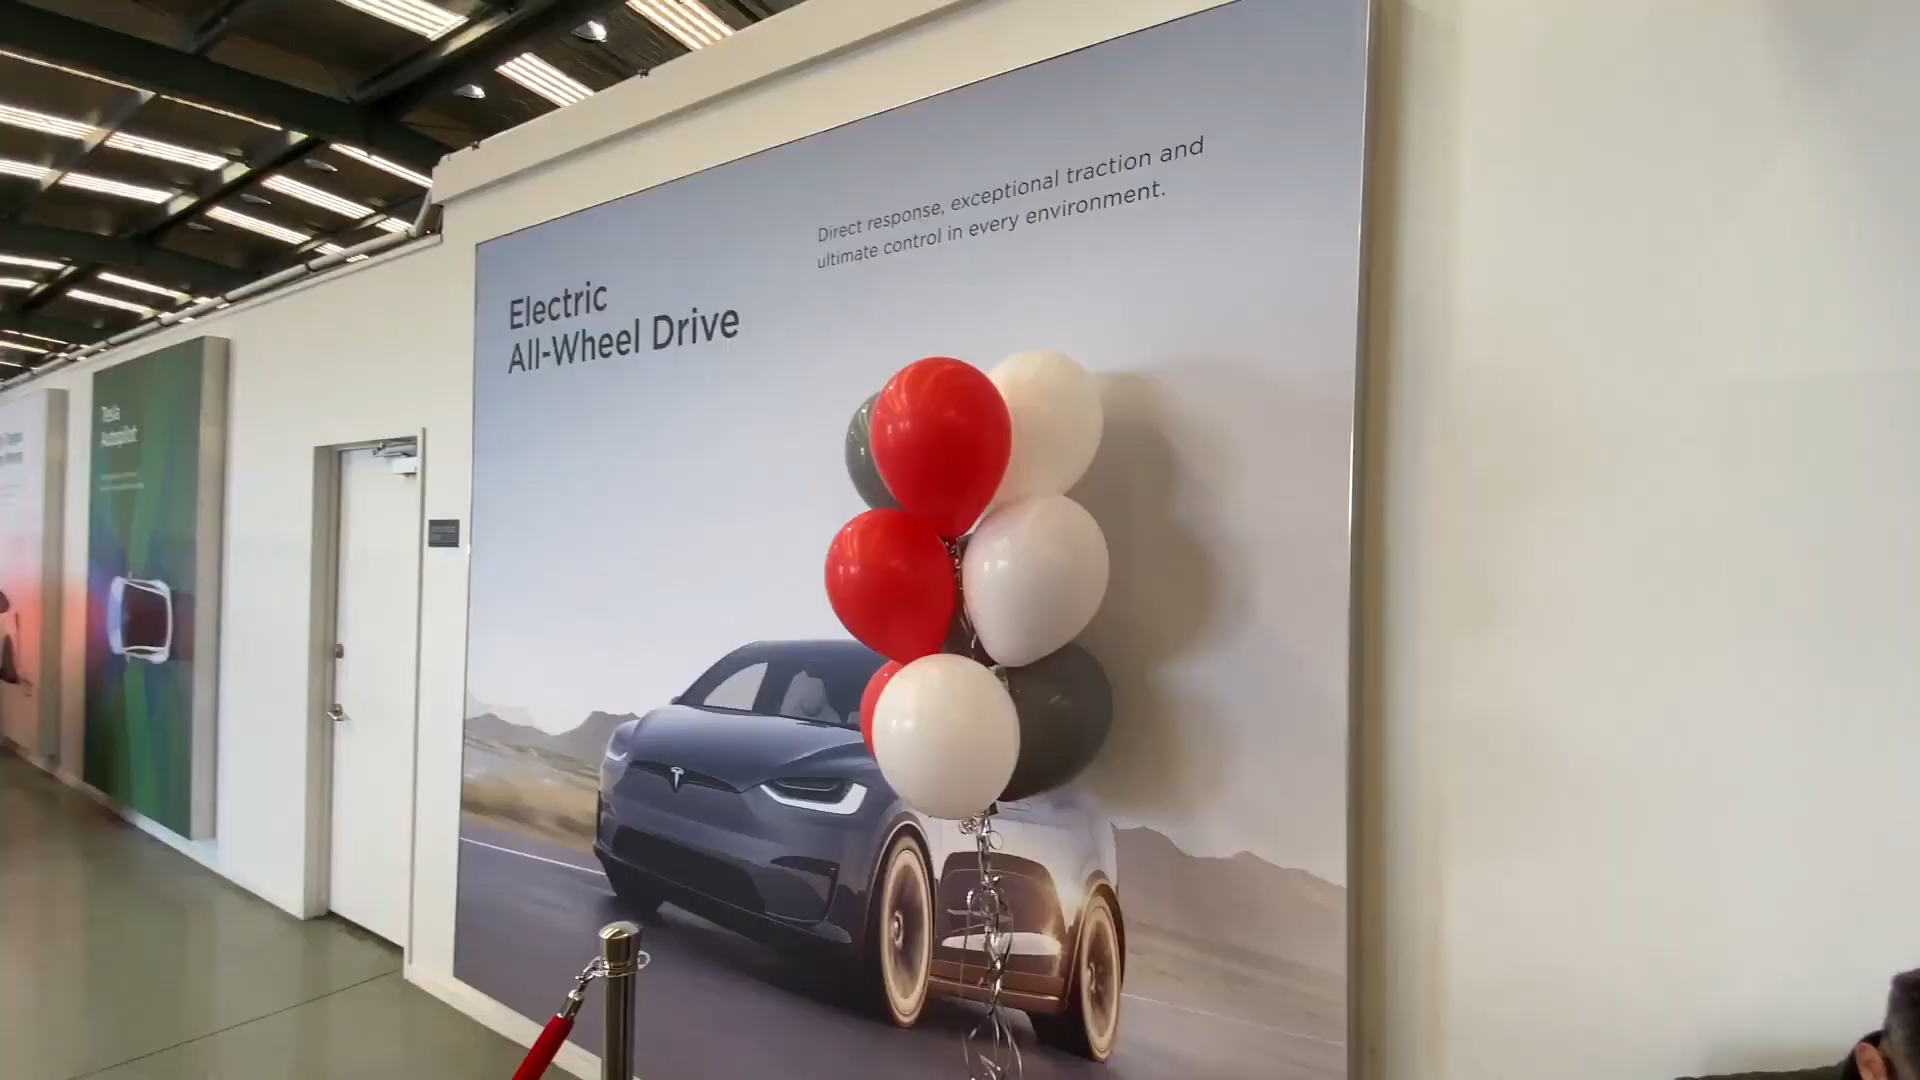 Direct response, exceptional traction and
ultimate control in every environment.
Electric
All-Wheel Drive
Tesla
Autopilot